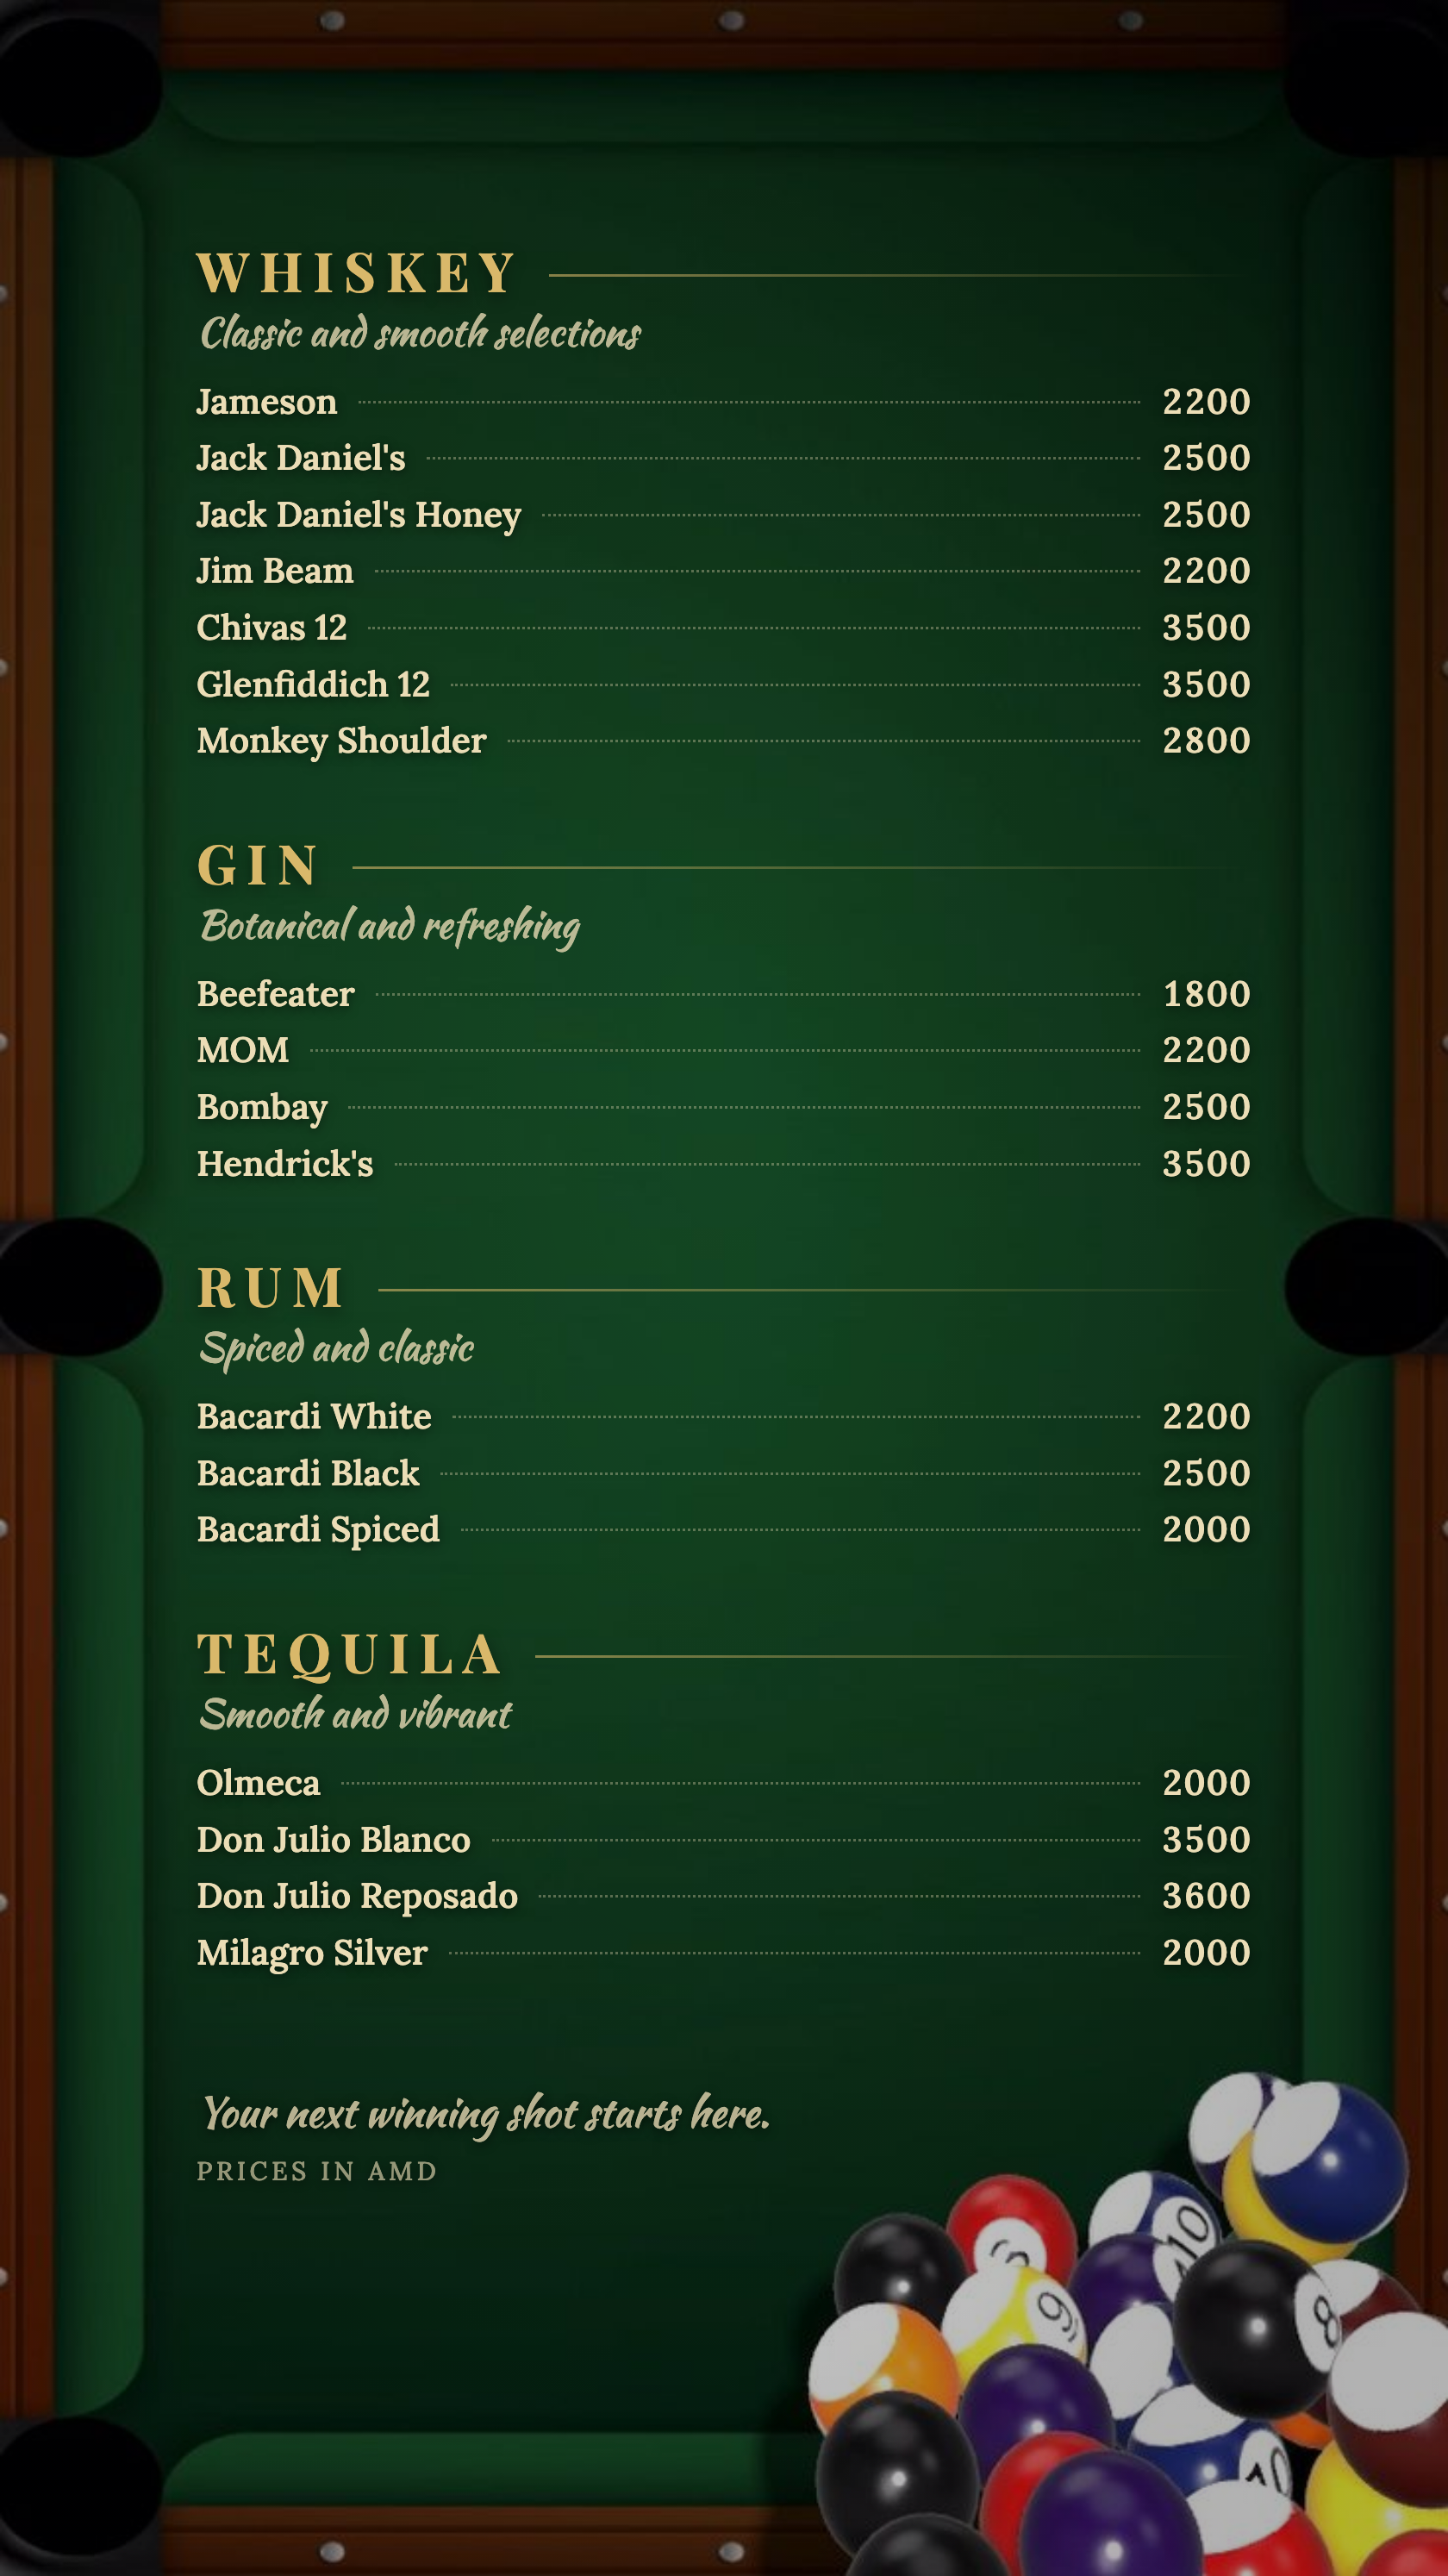 WHISKEY
Classic and smooth selections
Jameson 2200
Jack Daniel's 2500
Jack Daniel's Honey 2500
Jim Beam 2200
Chivas 12 3500
Glenfiddich 12 3500
Monkey Shoulder 2800
GIN
Botanical and refreshing
Beefeater 1800
MOM 2200
Bombay 2500
Hendrick's 3500
RUM
Spiced and classic
Bacardi White 2200
Bacardi Black 2500
Bacardi Spiced 2000
TEQUILA
Smooth and vibrant
Olmeca 2000
Don Julio Blanco 3500
Don Julio Reposado 3600
Milagro Silver 2000
Your next winning shot starts here.
PRICES IN AMD
10
9
8
10